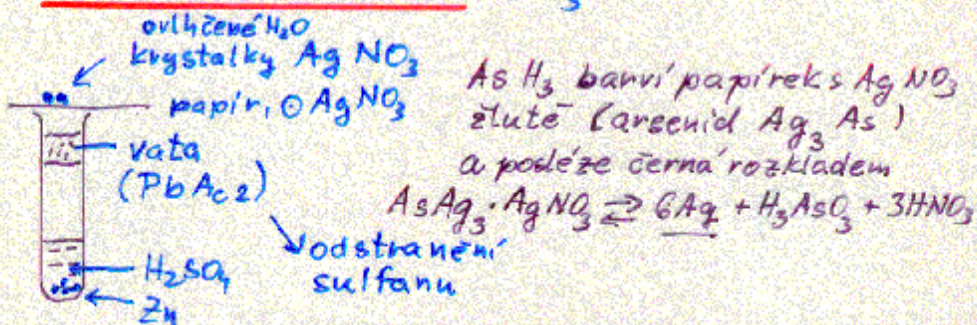 ovlhčené H₂O
krystalky AgNO₃
papír, ⊙ AgNO₃
vata
(PbAc₂)
odstranění
sulfanu
H₂SO₄
Zn
AsH₃ barví papírek s AgNO₃
žlutě (arsenid Ag₃As)
a posléze černá rozkladem
AsAg₃·AgNO₃ ⇄ 6Ag + H₃AsO₃ + 3HNO₃